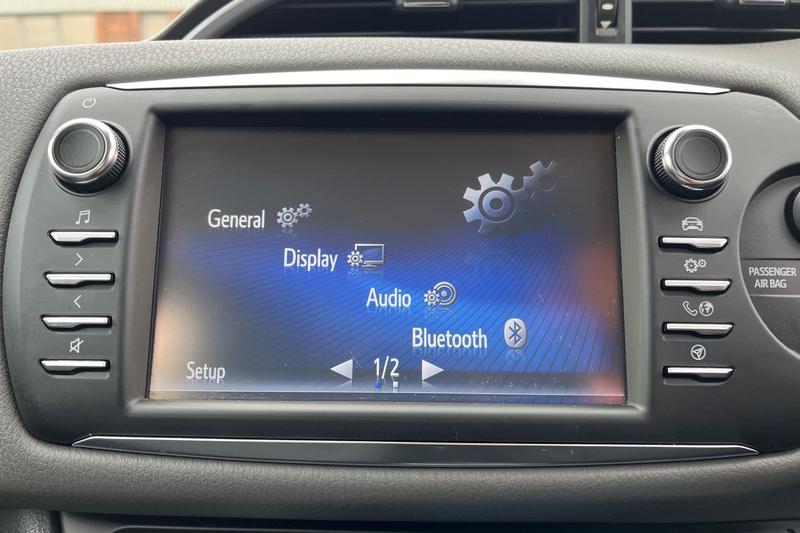 General
Display
Audio
Bluetooth
Setup
1/2
PASSENGER
AIR BAG